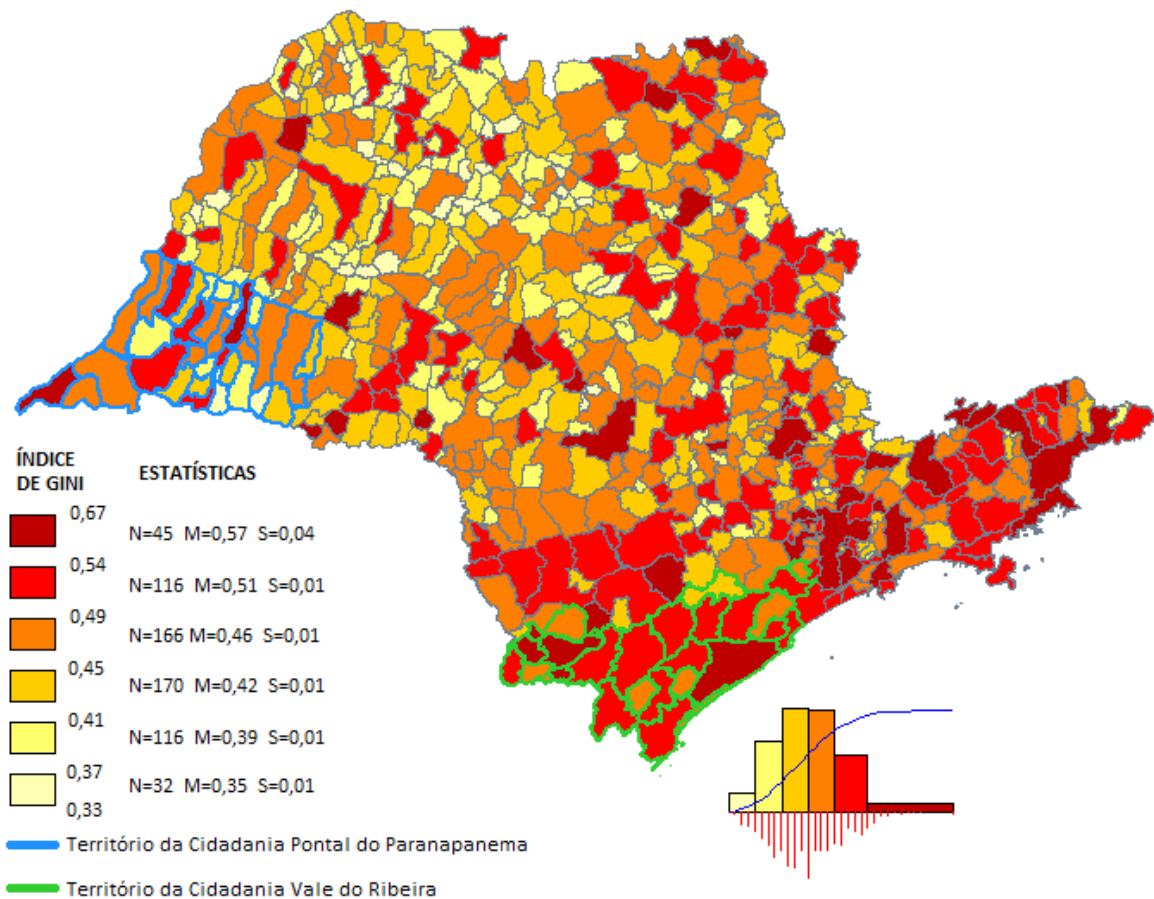 ÍNDICE
DE GINI
ESTATÍSTICAS
0,67
N=45 M=0,57 S=0,04
0,54
N=116 M=0,51 S=0,01
0,49
N=166 M=0,46 S=0,01
0,45
N=170 M=0,42 S=0,01
0,41
N=116 M=0,39 S=0,01
0,37
N=32 M=0,35 S=0,01
0,33
Território da Cidadania Pontal do Paranapanema
Território da Cidadania Vale do Ribeira